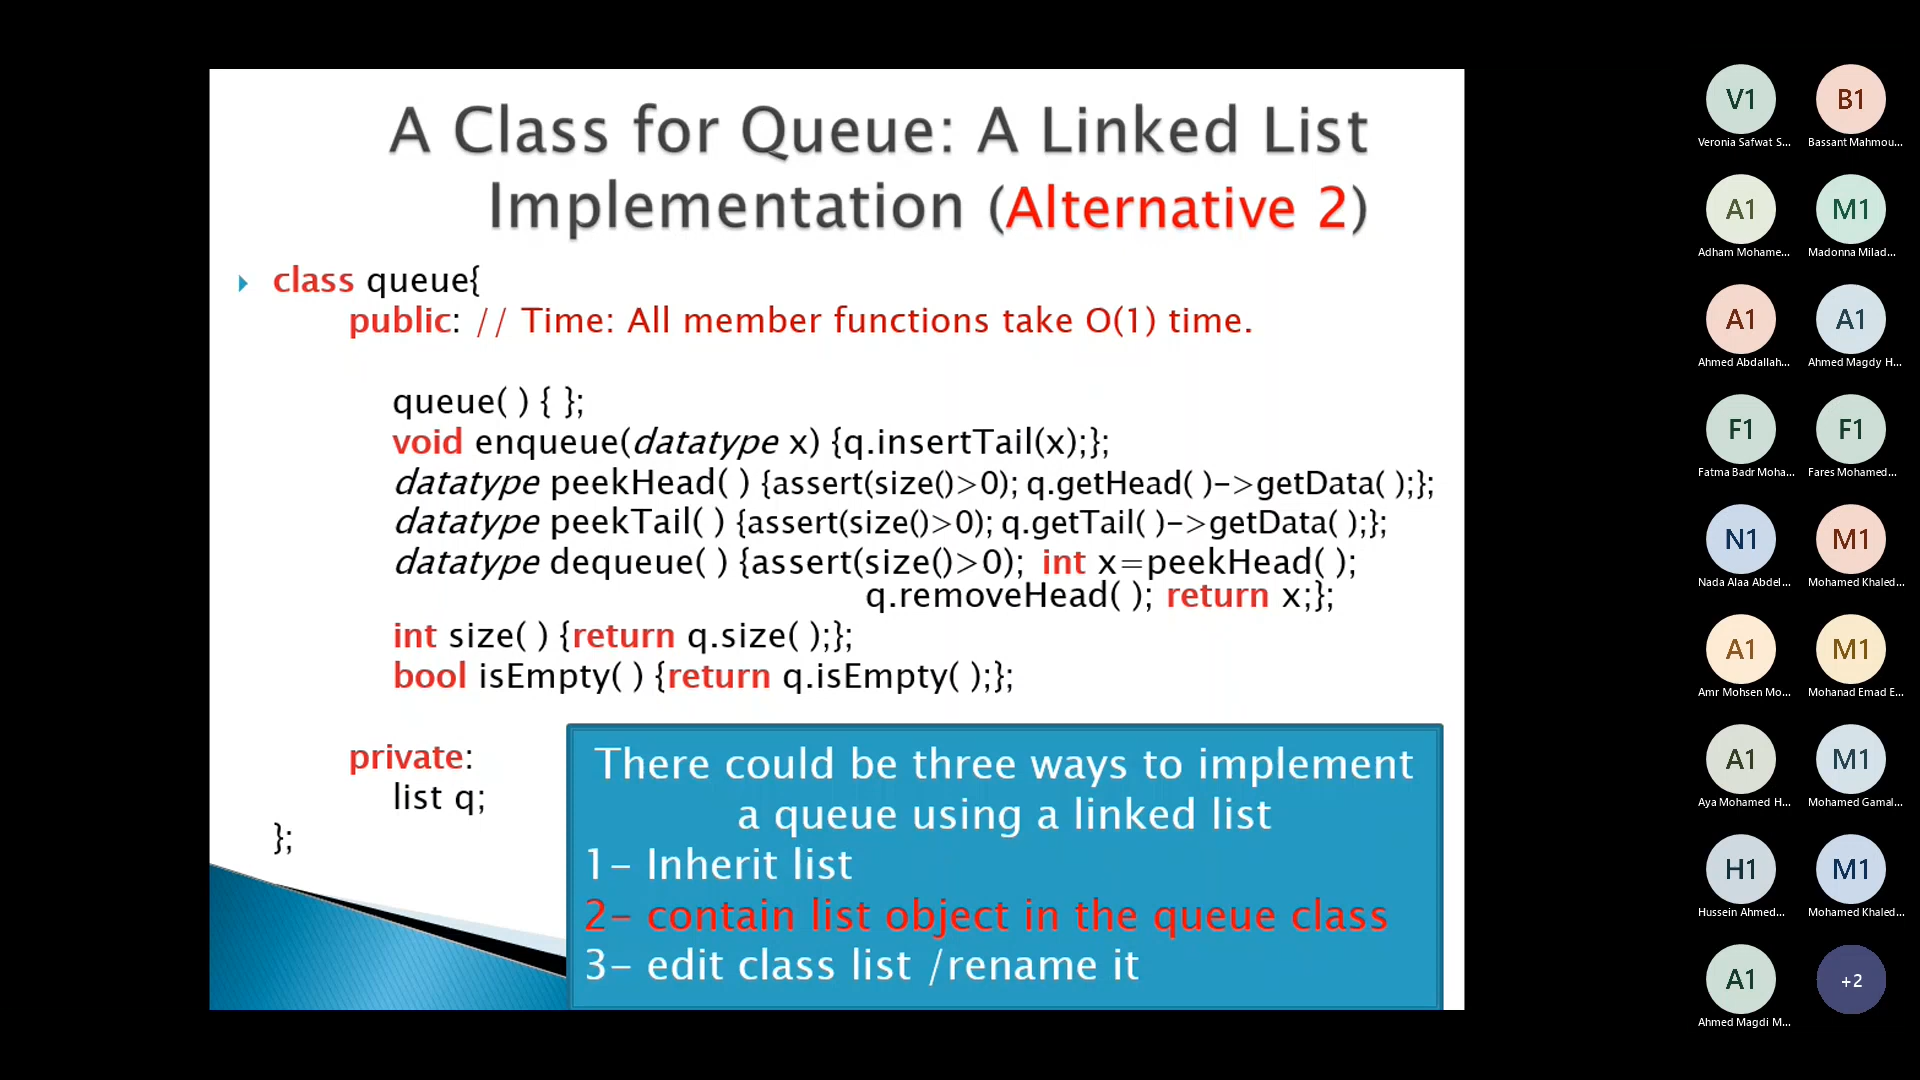 A Class for Queue: A Linked List
Implementation (Alternative 2)
class queue{
public: // Time: All member functions take O(1) time.
queue( ) { };
void enqueue(datatype x) {q.insertTail(x);};
datatype peekHead( ) {assert(size()>0); q.getHead( )->getData( );};
datatype peekTail( ) {assert(size()>0); q.getTail( )->getData( );};
datatype dequeue( ) {assert(size()>0; int x=peekHead( );
q.removeHead( ); return x;};
int size( ) {return q.size( );};
bool isEmpty( ) {return q.isEmpty( );};
private:
list q;
};
There could be three ways to implement
a queue using a linked list
1- Inherit list
2- contain list object in the queue class
3- edit class list /rename it
V1 B1
Veronia Safwat S... Bassant Mahmou...
A1 M1
Adham Mohame... Madonna Milad...
A1 A1
Ahmed Abdallah... Ahmed Magdy H...
F1 F1
Fatma Badr Moha... Fares Mohamed...
N1 M1
Nada Alaa Abdel... Mohamed Khaled...
A1 M1
Amr Mohsen Mo... Mohanad Emad E...
A1 M1
Aya Mohamed H... Mohamed Gamal...
H1 M1
Hussein Ahmed... Mohamed Khaled...
A1 +2
Ahmed Magdi M...